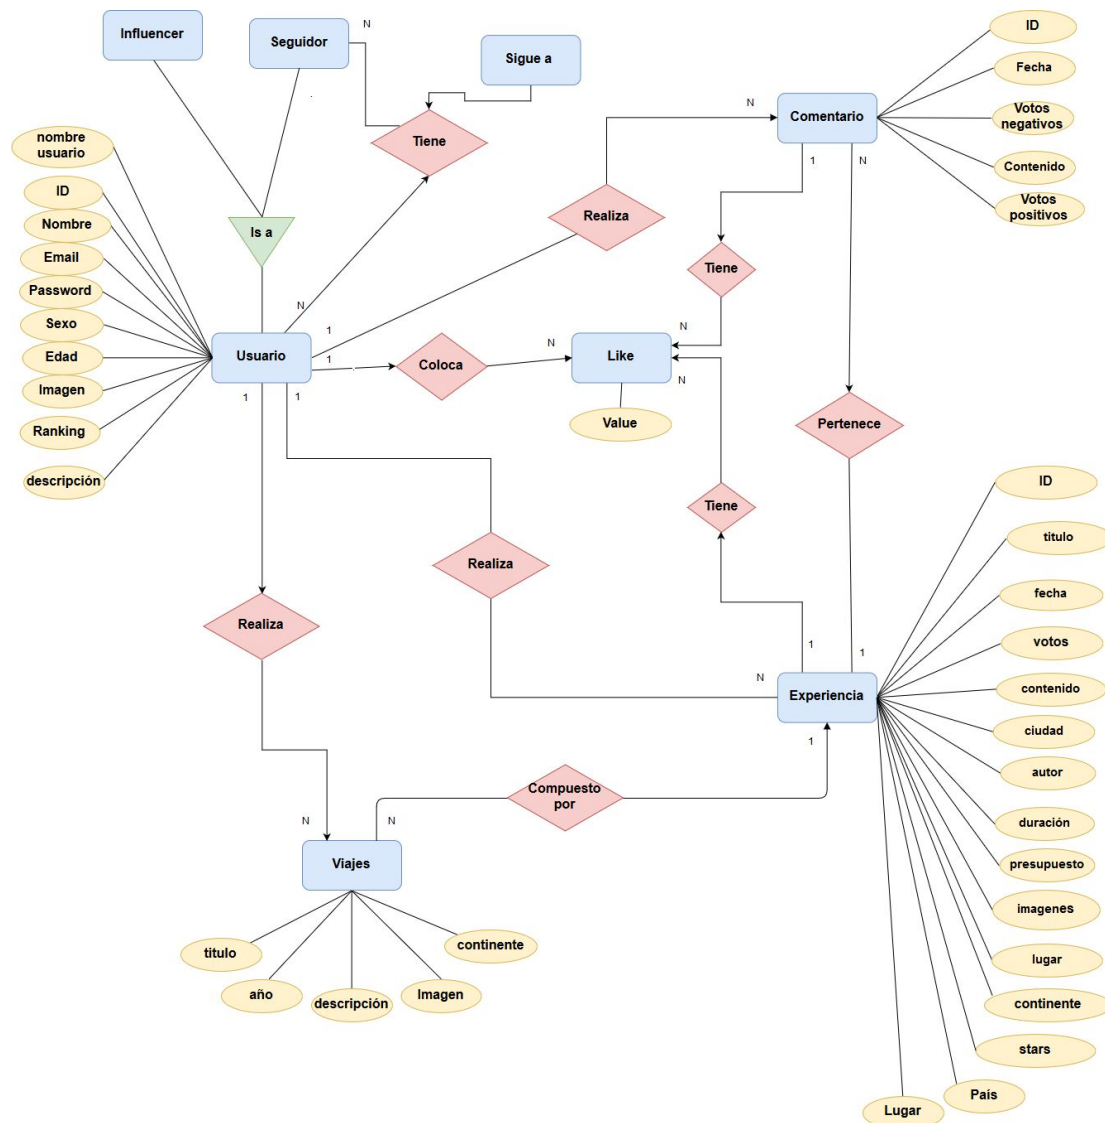 Influencer
Seguidor
N
Sigue a
Tiene
nombre
usuario
ID
Nombre
Email
Password
Sexo
Edad
Imagen
Ranking
descripción
Is a
Usuario
N
1
1
1
1
Realiza
N
Comentario
1
N
ID
Fecha
Votos
negativos
Contenido
Votos
positivos
Tiene
Coloca
N
Like
N
N
Value
Pertenece
Tiene
Realiza
Realiza
1
1
N
Experiencia
1
ID
titulo
fecha
votos
contenido
ciudad
autor
duración
presupuesto
imagenes
lugar
continente
stars
País
Lugar
Compuesto
por
N
N
Viajes
titulo
año
descripción
Imagen
continente